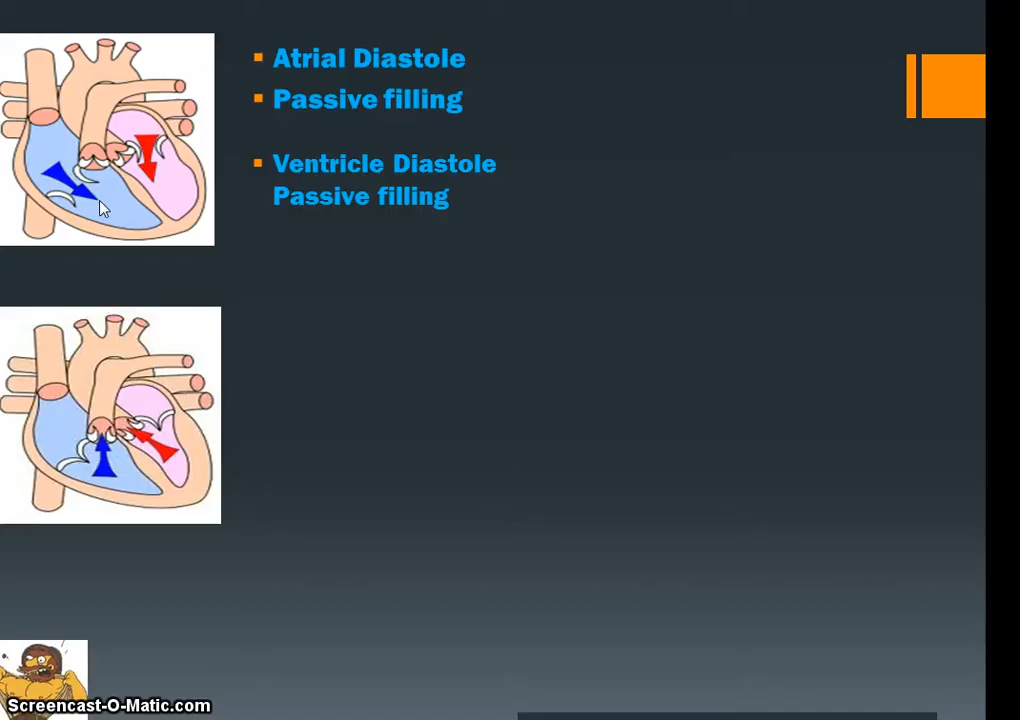 Atrial Diastole
Passive filling
Ventricle Diastole
Passive filling
Screencast-O-Matic.com